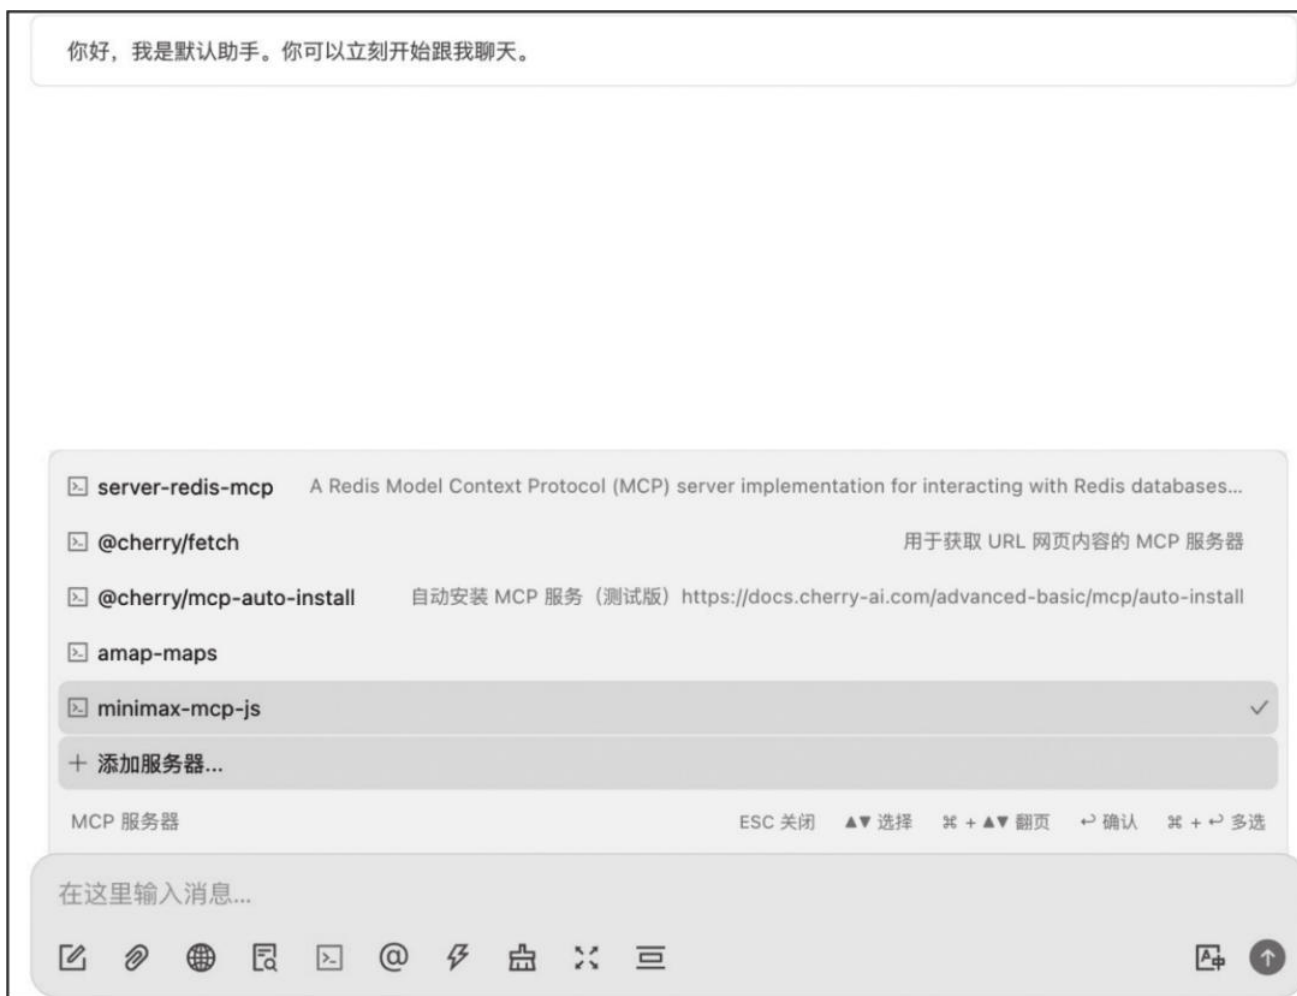 你好，我是默认助手。你可以立刻开始跟我聊天。
server-redis-mcp A Redis Model Context Protocol (MCP) server implementation for interacting with Redis databases...
@cherry/fetch 用于获取 URL 网页内容的 MCP 服务器
@cherry/mcp-auto-install 自动安装 MCP 服务（测试版）https://docs.cherry-ai.com/advanced-basic/mcp/auto-install
amap-maps
minimax-mcp-js ✓
+ 添加服务器...
MCP 服务器 ESC 关闭 ▲▼ 选择 ⌘ + ▲▼ 翻页 ↩ 确认 ⌘ + ↩ 多选
在这里输入消息...